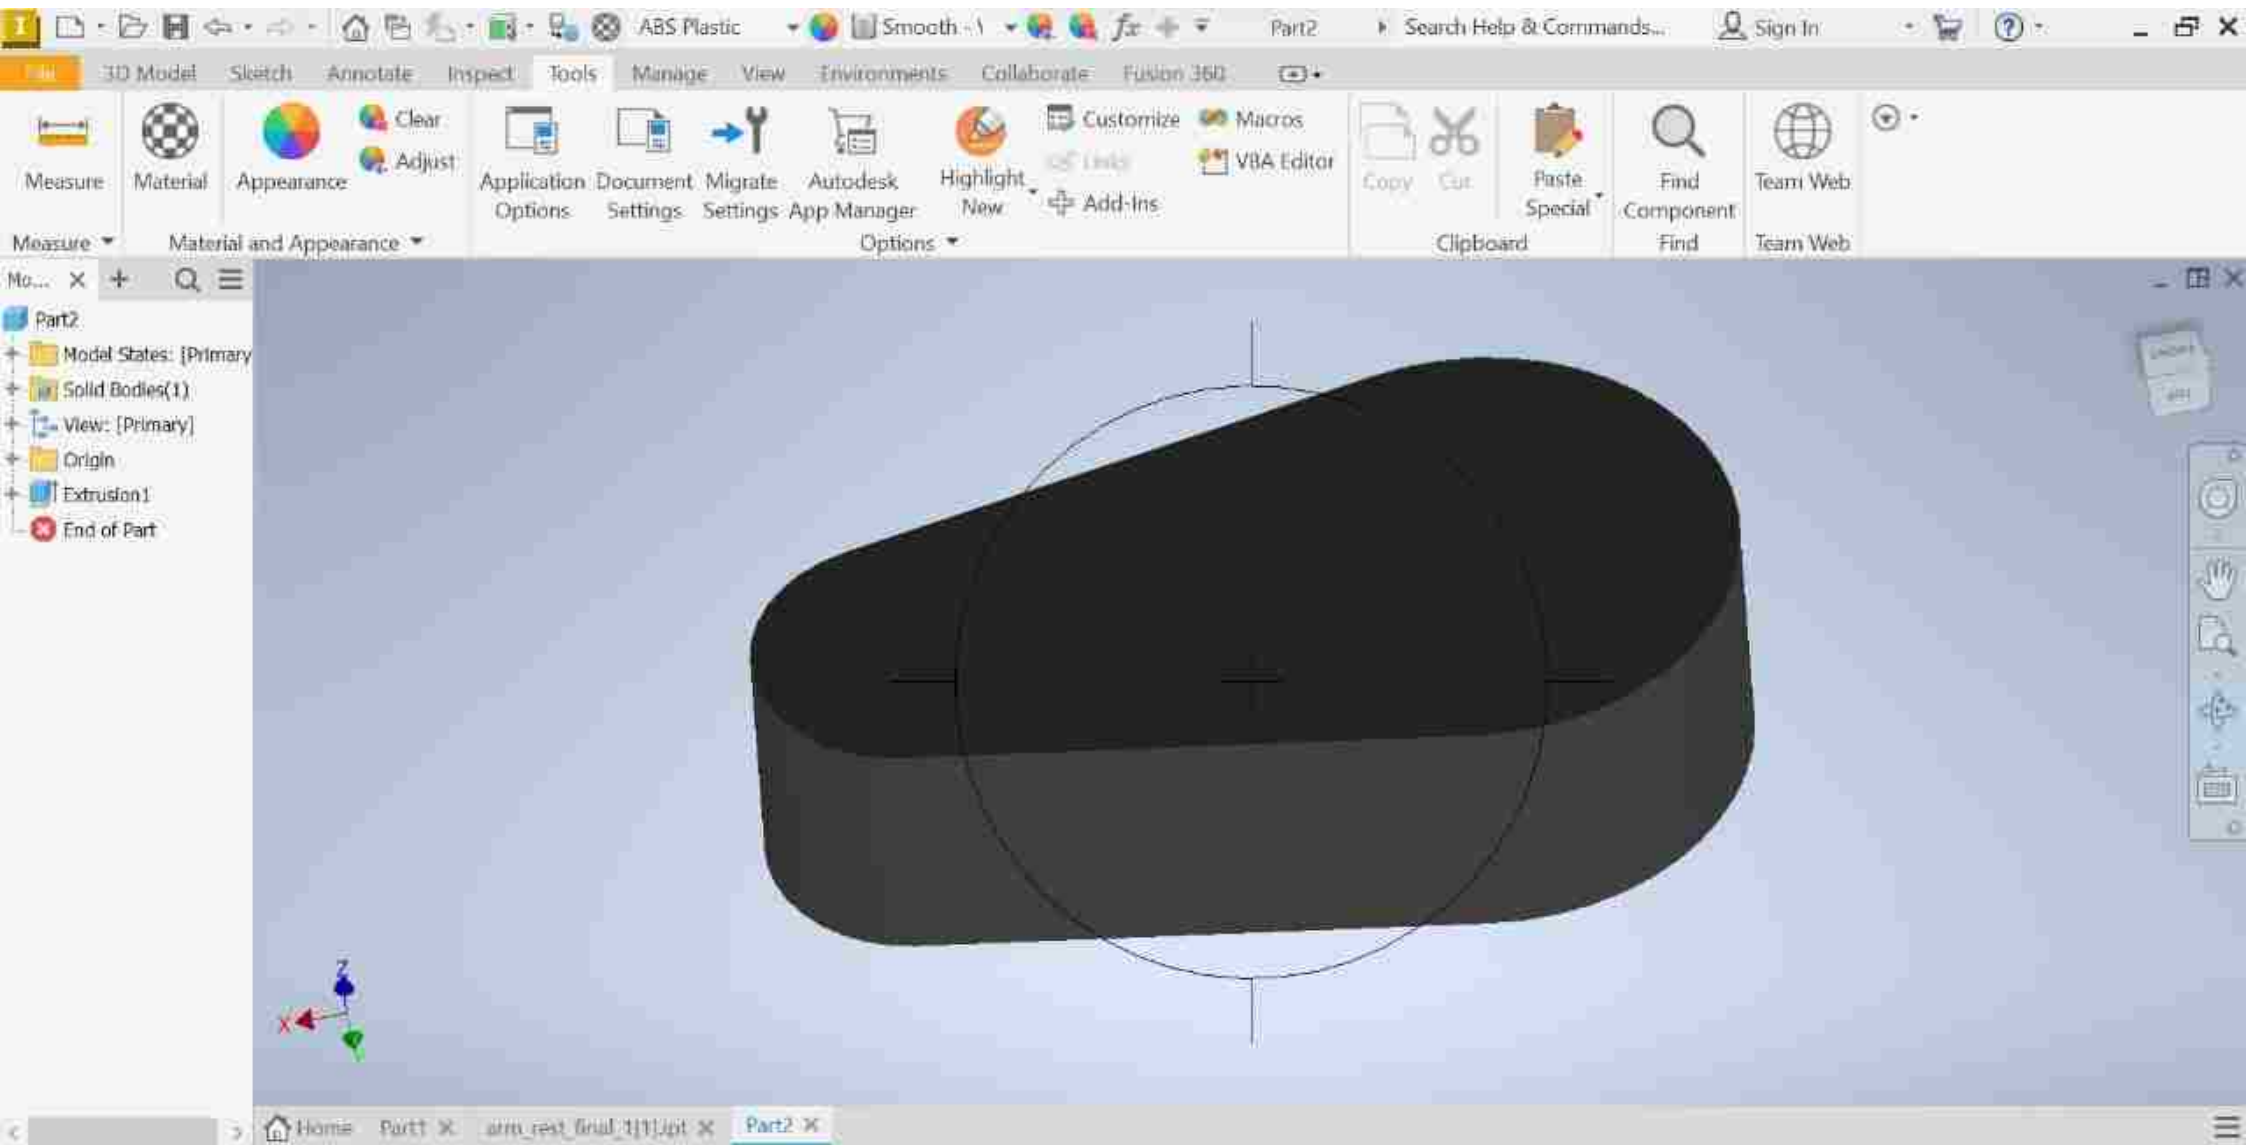 I ABS Plastic Smooth - \ fx Part2 Search Help & Commands... Sign In
File 3D Model Sketch Annotate Inspect Tools Manage View Environments Collaborate Fusion 360
Measure
Material
Appearance
Clear
Adjust
Application
Options
Document
Settings
Migrate
Settings
Autodesk
App Manager
Highlight
New
Customize
Links
Add-Ins
Macros
VBA Editor
Copy
Cut
Paste
Special
Find
Component
Team Web
Measure Material and Appearance Options Clipboard Find Team Web
Mo...
Part2
Model States: [Primary
Solid Bodies(1)
View: [Primary]
Origin
Extrusion1
End of Part
Z
X
Home Part1 arm_rest_final_1[1].ipt Part2